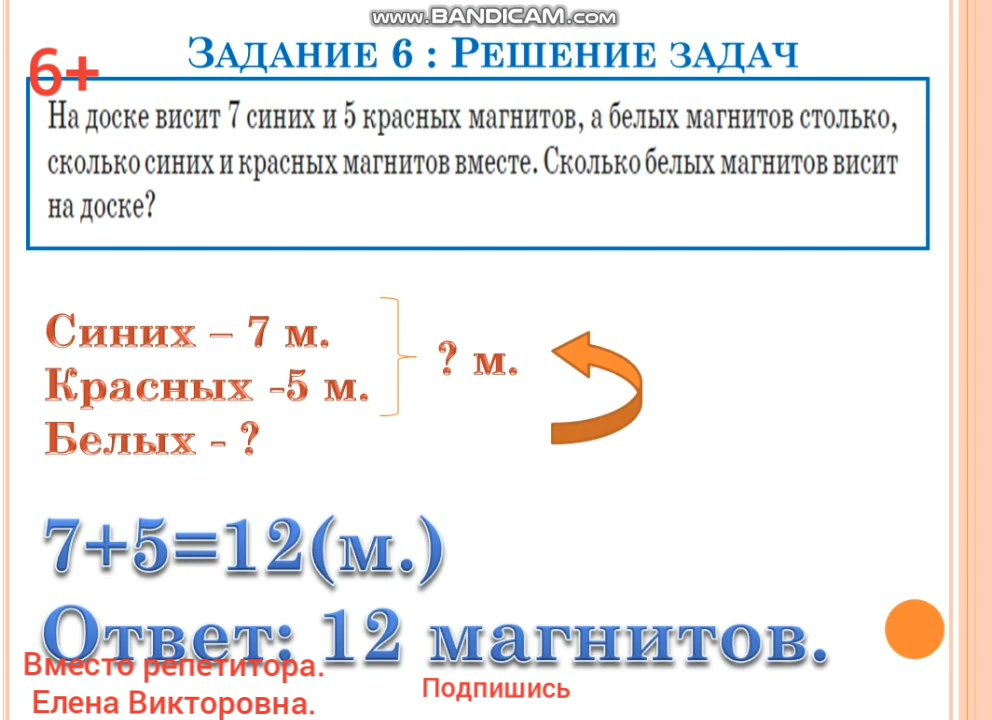 www.BANDICAM.com
ЗАДАНИЕ 6 : РЕШЕНИЕ ЗАДАЧ
6+
На доске висит 7 синих и 5 красных магнитов, а белых магнитов столько,
сколько синих и красных магнитов вместе. Сколько белых магнитов висит
на доске?
Синих – 7 м.
Красных -5 м.
? м.
Белых - ?
7+5=12(м.)
Ответ: 12 магнитов.
Вместо репетитора.
Елена Викторовна.
Подпишись